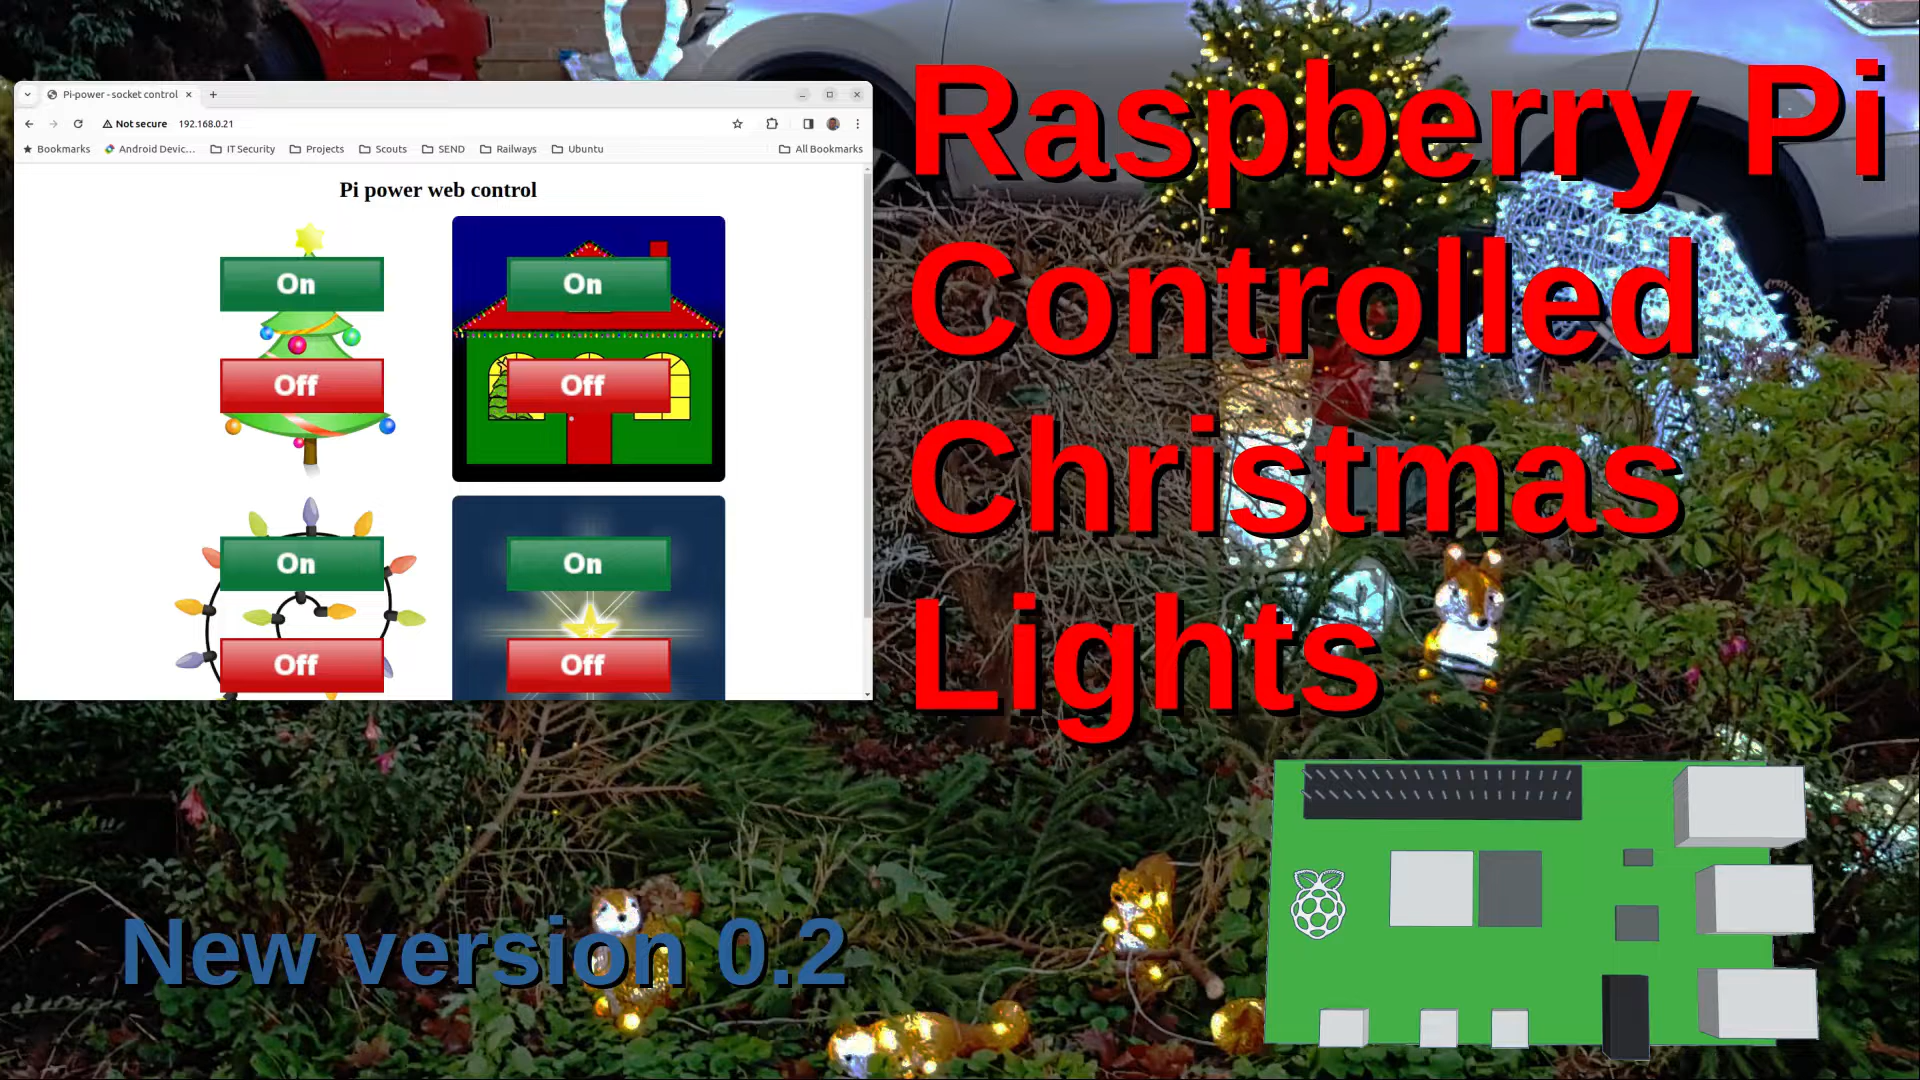 Pi-power - socket control
Not secure 192.168.0.21
Bookmarks Android Devic... IT Security Projects Scouts SEND Railways Ubuntu All Bookmarks
Pi power web control
On On
Off Off
On On
Off Off
Raspberry Pi
Controlled
Christmas
Lights
New version 0.2